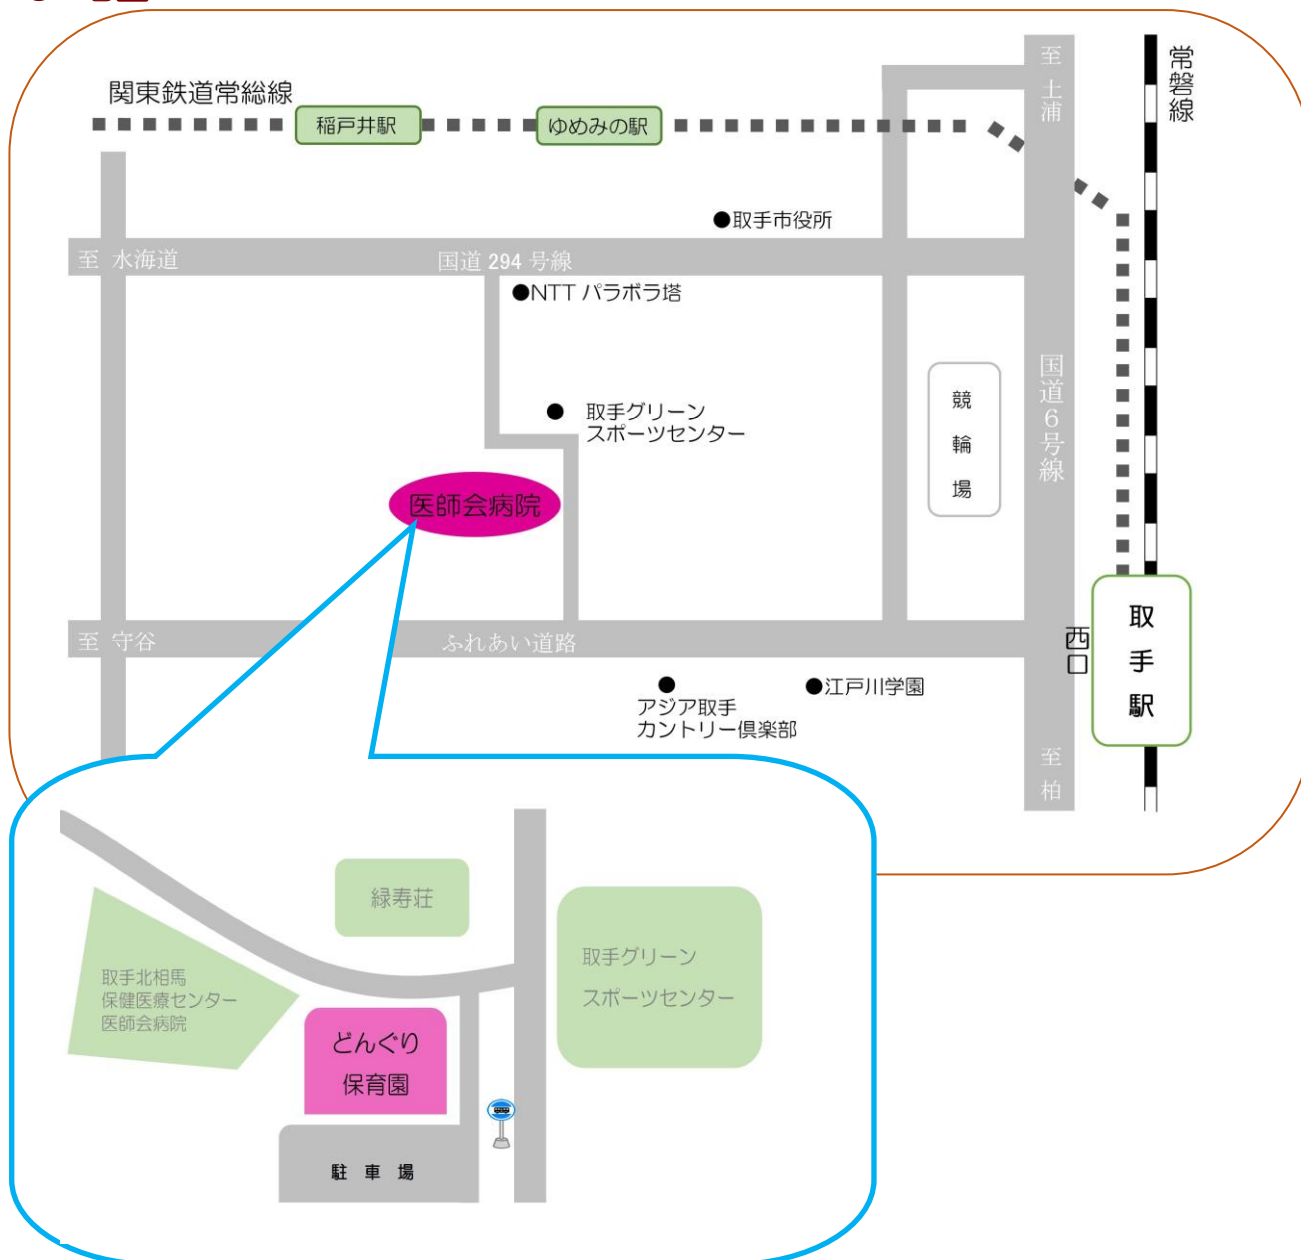 関東鉄道常総線
稲戸井駅
ゆめみの駅
至 土浦
常磐線
取手市役所
至 水海道
国道 294 号線
NTT パラボラ塔
国道6号線
競輪場
取手グリーン
スポーツセンター
医師会病院
至 守谷
ふれあい道路
西口
取手駅
アジア取手
カントリー倶楽部
江戸川学園
至 柏
緑寿荘
取手グリーン
スポーツセンター
取手北相馬
保健医療センター
医師会病院
どんぐり
保育園
駐 車 場